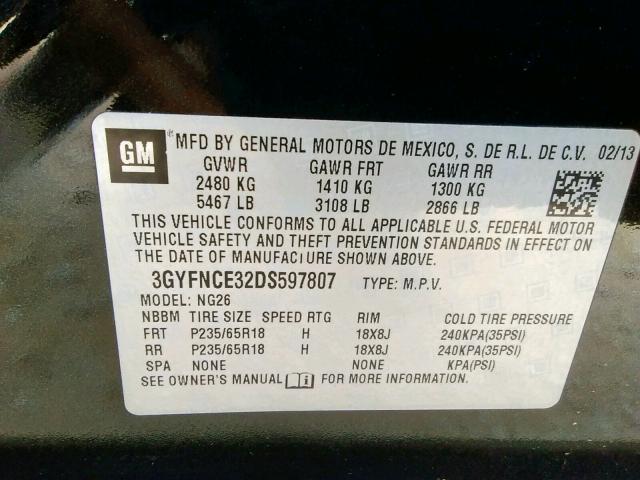 GM
MFD BY GENERAL MOTORS DE MEXICO, S. DE R.L. DE C.V. 02/13
GVWR GAWR FRT GAWR RR
2480 KG 1410 KG 1300 KG
5467 LB 3108 LB 2866 LB
THIS VEHICLE CONFORMS TO ALL APPLICABLE U.S. FEDERAL MOTOR
VEHICLE SAFETY AND THEFT PREVENTION STANDARDS IN EFFECT ON
THE DATE OF MANUFACTURE SHOWN ABOVE.
3GYFNCE32DS597807 TYPE: M.P.V.
MODEL: NG26
NBBM TIRE SIZE SPEED RTG RIM COLD TIRE PRESSURE
FRT P235/65R18 H 18X8J 240KPA(35PSI)
RR P235/65R18 H 18X8J 240KPA(35PSI)
SPA NONE NONE KPA(PSI)
SEE OWNER'S MANUAL FOR MORE INFORMATION.